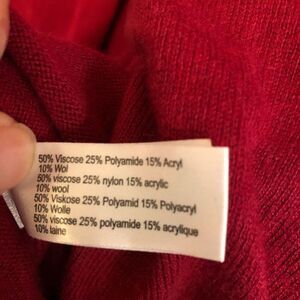 50% Viscose 25% Polyamide 15% Acryl
10% Wol
50% viscose 25% nylon 15% acrylic
10% wool
50% Viskose 25% Polyamid 15% Polyacryl
10% Wolle
50% viscose 25% polyamide 15% acrylique
10% laine